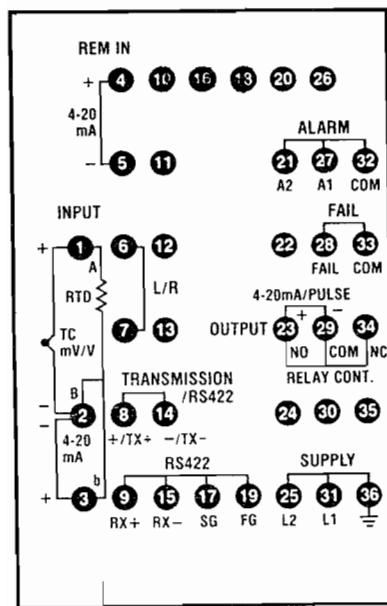 REM IN
+ 4 10 16 18 20 26
4-20
mA
ALARM
- 5 11 21 27 32
A2 A1 COM
INPUT
FAIL
+ 1 6 12 22 28 33
A
FAIL COM
RTD
L/R
4-20mA/PULSE
+ -
TC
mV/V
7 13 OUTPUT 23 29 34
NO COM NC
RELAY CONT.
B
TRANSMISSION
/RS422
- 2 8 14 24 30 35
-
+/TX+ -/TX-
4-20
mA
RS422 SUPPLY
b
+ 3 9 15 17 19 25 31 36
RX+ RX- SG FG L2 L1